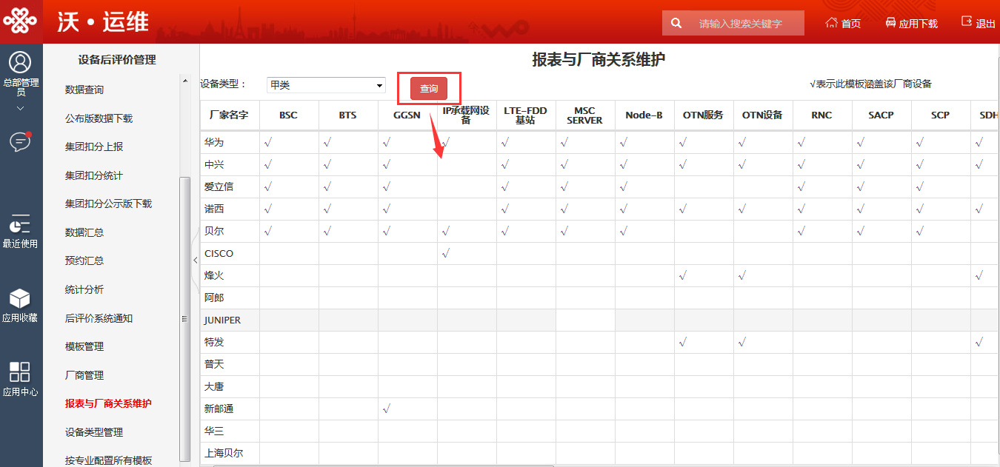 沃·运维
请输入搜索关键字
首页
应用下载
退出
总部管理
员
最近使用
应用收藏
应用中心
设备后评价管理
数据查询
公布版数据下载
集团扣分上报
集团扣分统计
集团扣分公示版下载
数据汇总
预约汇总
统计分析
后评价系统通知
模板管理
厂商管理
报表与厂商关系维护
设备类型管理
按专业配置所有模板
报表与厂商关系维护
设备类型： 甲类 查询 √表示此模板涵盖该厂商设备
厂家名字 BSC BTS GGSN IP承载网设备 LTE-FDD基站 MSC SERVER Node-B OTN服务 OTN设备 RNC SACP SCP SDH
华为 √ √ √ √ √ √ √ √ √ √ √ √ √
中兴 √ √ √ √ √ √ √ √ √ √ √ √
爱立信 √ √ √ √ √ √ √ √ √
诺西 √ √ √ √ √ √ √ √ √ √ √ √
贝尔 √ √ √ √ √ √ √ √ √ √
CISCO √
烽火 √ √ √
阿郎
JUNIPER
特发 √ √ √
普天
大唐
新邮通 √
华三
上海贝尔